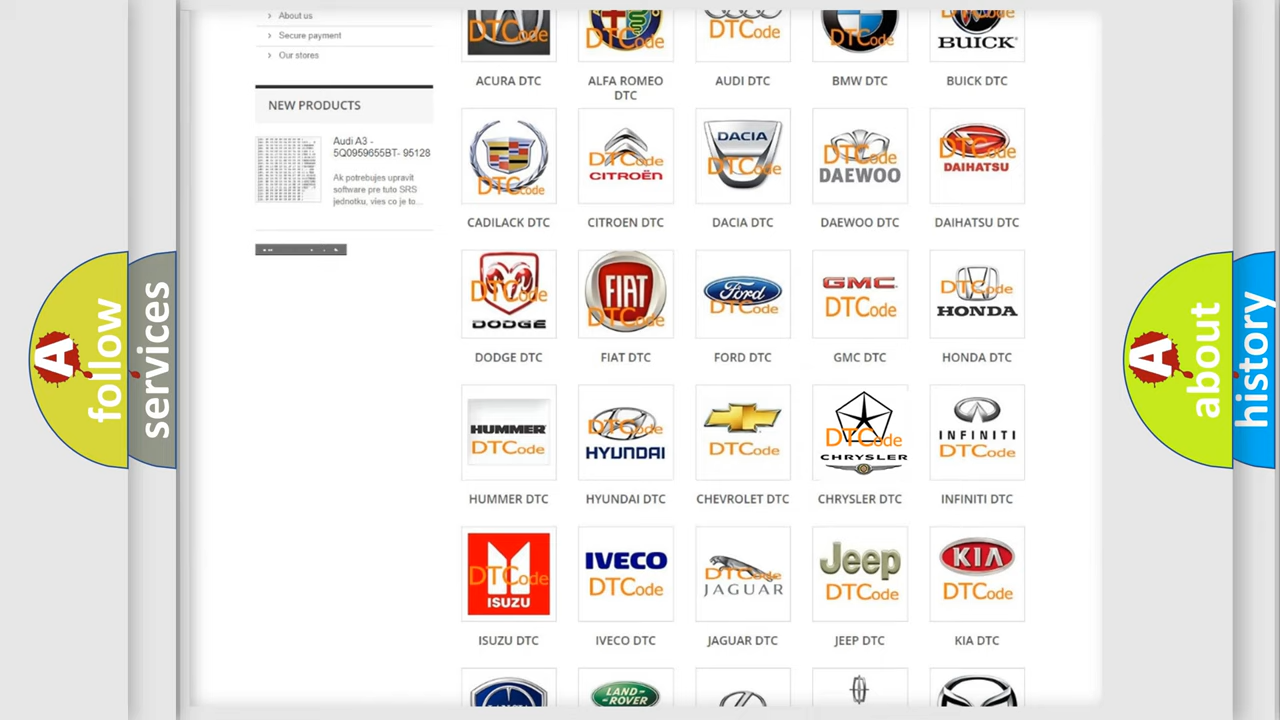 About us
Secure payment
Our stores
NEW PRODUCTS
Audi A3 -
5Q0959655BT- 95128
Ak potrebujes upravit
software pre tuto SRS
jednotku, vies co je to...
DTCode
DTCode
DTCode
DTCode
BUICK
ACURA DTC
ALFA ROMEO
DTC
AUDI DTC
BMW DTC
BUICK DTC
DTCode
DTCode
CITROËN
DACIA
DTCode
DTCode
DAEWOO
DTCode
DAIHATSU
CADILACK DTC
CITROEN DTC
DACIA DTC
DAEWOO DTC
DAIHATSU DTC
DTCode
DODGE
FIAT
DTCode
Ford
DTCode
GMC
DTCode
DTCode
HONDA
DODGE DTC
FIAT DTC
FORD DTC
GMC DTC
HONDA DTC
HUMMER
DTCode
DTCode
HYUNDAI
DTCode
DTCode
CHRYSLER
INFINITI
DTCode
HUMMER DTC
HYUNDAI DTC
CHEVROLET DTC
CHRYSLER DTC
INFINITI DTC
DTCode
ISUZU
IVECO
DTCode
DTCode
JAGUAR
Jeep
DTCode
KIA
DTCode
ISUZU DTC
IVECO DTC
JAGUAR DTC
JEEP DTC
KIA DTC
LAND-
ROVER
A
follow
services
A
about
history